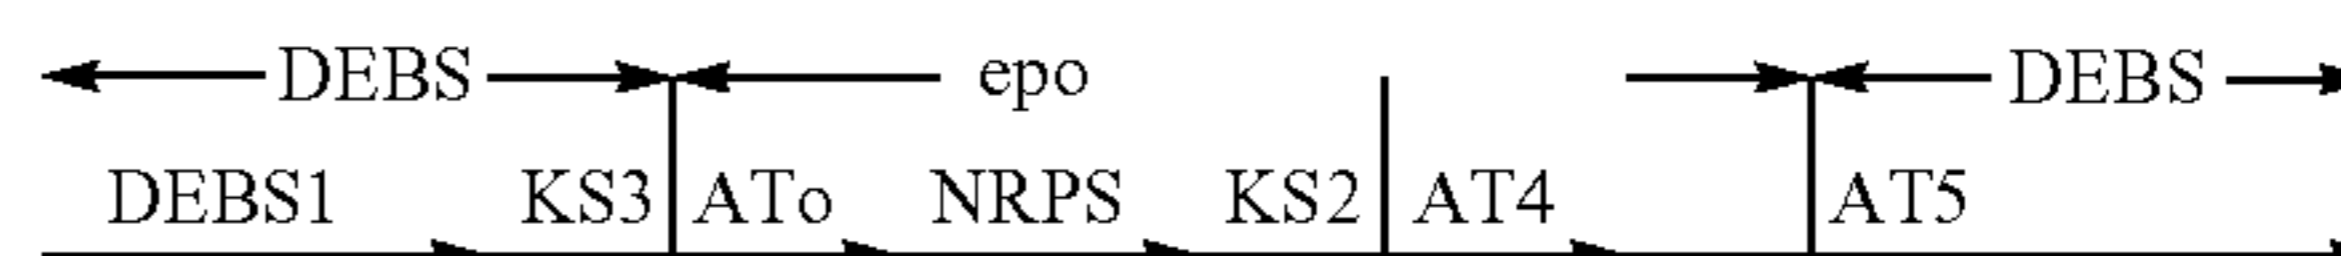 DEBS epo DEBS
DEBS1 KS3 ATo NRPS KS2 AT4 AT5